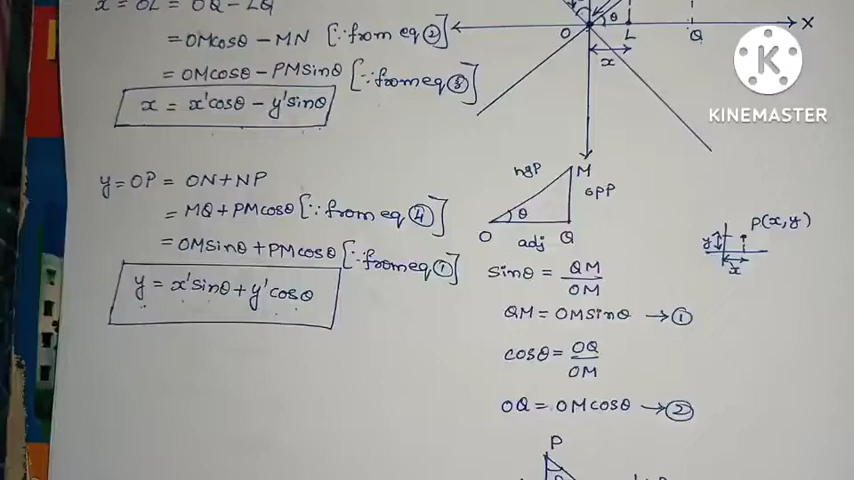 x = OL = OQ - LQ
= OMcosθ - MN [∵from eq ②]
= OMcosθ - PMsinθ [∵from eq ③]
x = x'cosθ - y'sinθ
y = OP = ON + NP
= MQ + PMcosθ [∵from eq ④]
= OMsinθ + PMcosθ [∵from eq ①]
y = x'sinθ + y'cosθ
O
θ
L
Q
X
x
hyp
M
opp
θ
O
adj
Q
sinθ = QM/OM
QM = OMsinθ → ①
cosθ = OQ/OM
OQ = OMcosθ → ②
P
P(x,y)
y
x
K
KINEMASTER